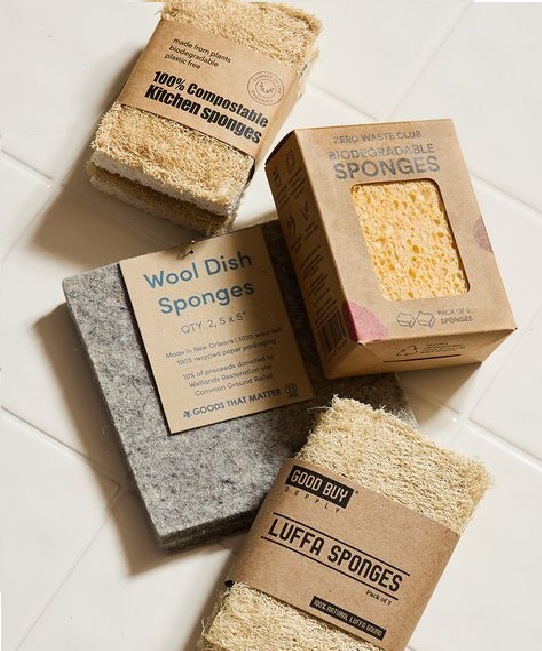 made from plants
biodegradable
plastic free
100% Compostable
Kitchen sponges
ZERO WASTE CLUB
BIODEGRADABLE
SPONGES
PACK OF 2
SPONGES
Wool Dish
Sponges
QTY. 2, 5 x 5"
Made in New Orleans | 100% wool felt
100% recycled paper packaging
10% of proceeds donated to
Wetlands Restoration via
Common Ground Relief
GOODS THAT MATTER
GOOD BUY
SUPPLY
LUFFA SPONGES
Pack of
100% NATURAL LUFFA GOURD